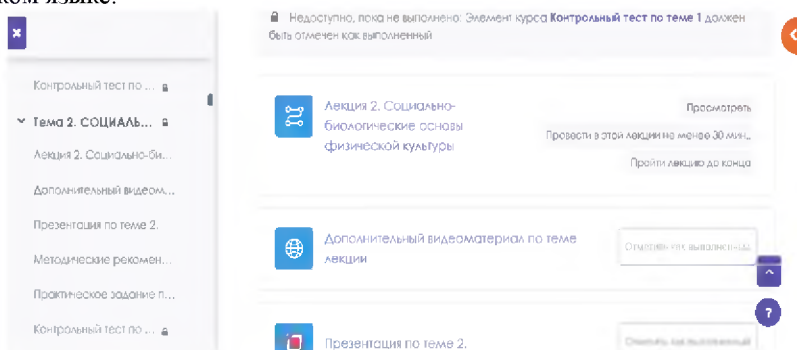 ком языке.
Недоступно, пока не выполнено: Элемент курса Контрольный тест по теме 1 должен
быть отмечен как выполненный
Контрольный тест по ...
Тема 2. СОЦИАЛЬ...
Лекция 2. Социально-би...
Дополнительный видеом...
Презентация по теме 2.
Методические рекомен...
Практическое задание п...
Контрольный тест по ...
Лекция 2. Социально-
биологические основы
физической культуры
Просмотреть
Провести в этой лекции не менее 30 мин..
Пройти лекцию до конца
Дополнительный видеоматериал по теме
лекции
Отметить как выполненный
Презентация по теме 2.
Отметить как выполненный
?